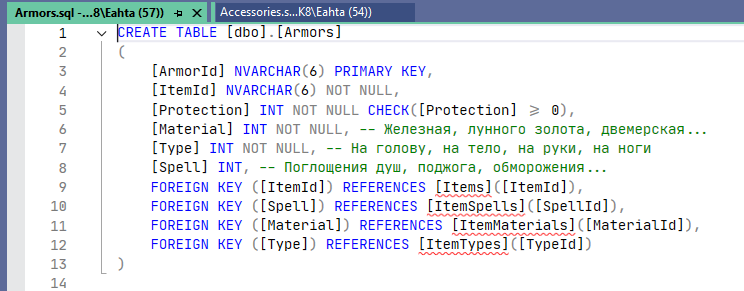 Armors.sql -...8\Eahta (57))
Accessories.s...K8\Eahta (54))
1 CREATE TABLE [dbo].[Armors]
2 (
3 [ArmorId] NVARCHAR(6) PRIMARY KEY,
4 [ItemId] NVARCHAR(6) NOT NULL,
5 [Protection] INT NOT NULL CHECK([Protection] >= 0),
6 [Material] INT NOT NULL, -- Железная, лунного золота, двемерская...
7 [Type] INT NOT NULL, -- На голову, на тело, на руки, на ноги
8 [Spell] INT, -- Поглощения душ, поджога, обморожения...
9 FOREIGN KEY ([ItemId]) REFERENCES [Items]([ItemId]),
10 FOREIGN KEY ([Spell]) REFERENCES [ItemSpells]([SpellId]),
11 FOREIGN KEY ([Material]) REFERENCES [ItemMaterials]([MaterialId]),
12 FOREIGN KEY ([Type]) REFERENCES [ItemTypes]([TypeId])
13 )
14